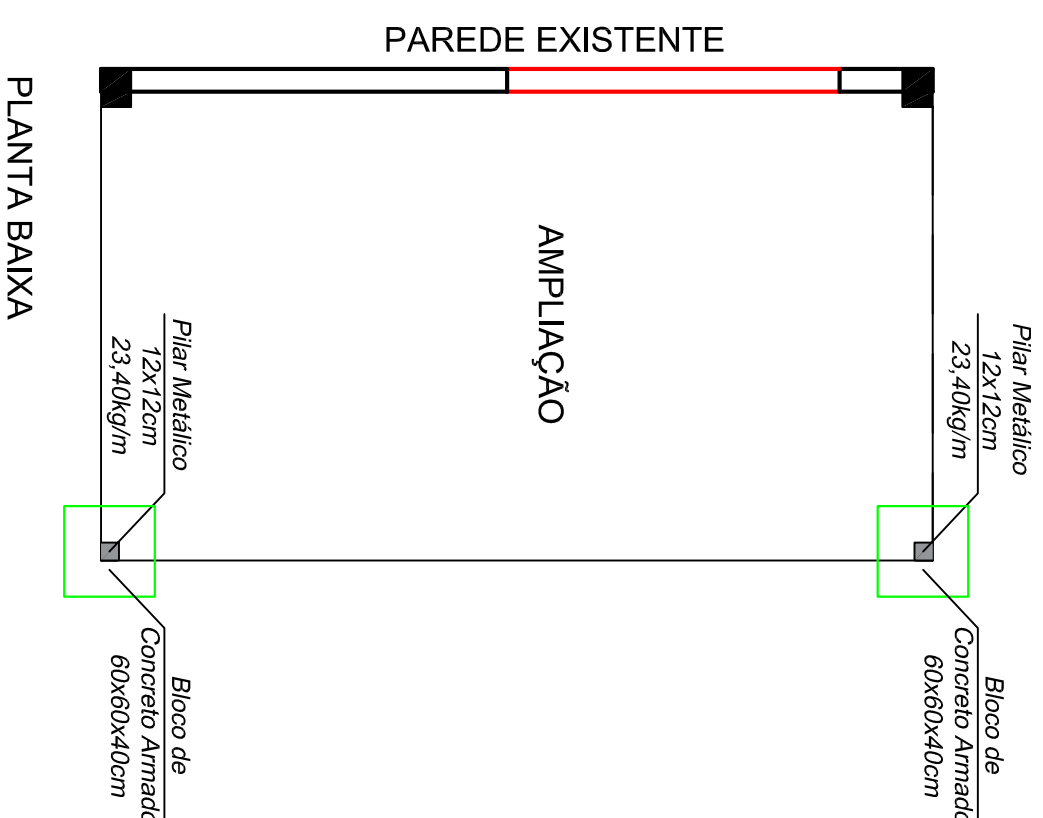 PAREDE EXISTENTE
PLANTA BAIXA
AMPLIAÇÃO
Pilar Metálico
12x12cm
23,40kg/m
Pilar Metálico
12x12cm
23,40kg/m
Bloco de
Concreto Armado
60x60x40cm
Bloco de
Concreto Armado
60x60x40cm